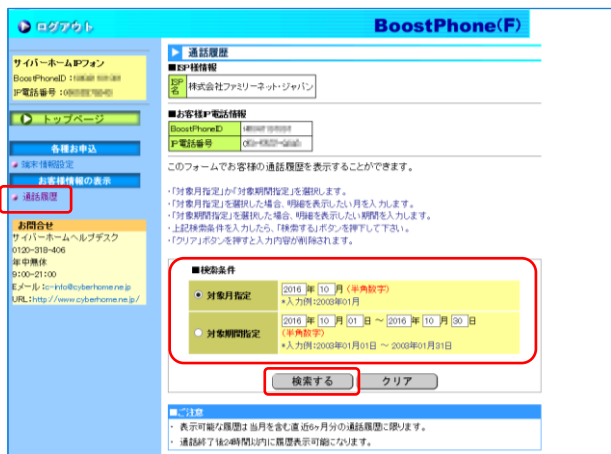 ログアウト
BoostPhone(F)
サイバーホームIPフォン
BoostPhoneID :
IP電話番号 :
トップページ
各種お申込
端末情報設定
お客様情報の表示
通話履歴
お問合せ
サイバーホームヘルプデスク
0120-318-406
年中無休
9:00~21:00
Eメール :c-info@cyberhome.ne.jp
URL :http://www.cyberhome.ne.jp/
通話履歴
■ISP様情報
ISP名 株式会社ファミリーネット・ジャパン
■お客様IP電話情報
BoostPhoneID
IP電話番号
このフォームでお客様の通話履歴を表示することができます。
・「対象月指定」か「対象期間指定」を選択します。
・「対象月指定」を選択した場合、明細を表示したい月を入力します。
・「対象期間指定」を選択した場合、明細を表示したい期間を入力します。
・上記検索条件を入力したら、「検索する」ボタンを押下して下さい。
・「クリア」ボタンを押すと入力内容が削除されます。
■検索条件
対象月指定 2016 年 10 月 (半角数字)
*入力例:2003年01月
対象期間指定 2016 年 10 月 01 日 ~ 2016 年 10 月 30 日
(半角数字)
*入力例:2003年01月01日 ~ 2003年01月31日
検索する クリア
■ご注意
・ 表示可能な履歴は当月を含む直近6ヶ月分の通話履歴に限ります。
・ 通話終了後24時間以内に履歴表示可能になります。